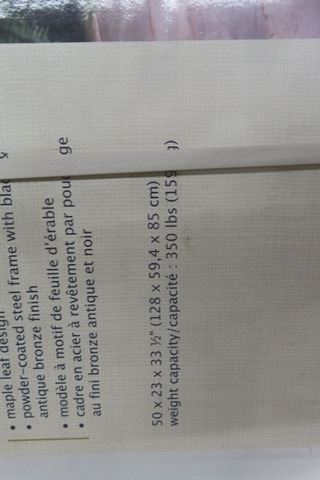 • maple leaf design
• powder-coated steel frame with
antique bronze finish
• modèle à motif de feuille d'érable
• cadre en acier à revêtement par
au fini bronze antique et noir
50 x 23 x 33 ½" (128 x 59,4 x 85 cm)
weight capacity/capacité : 350 lbs